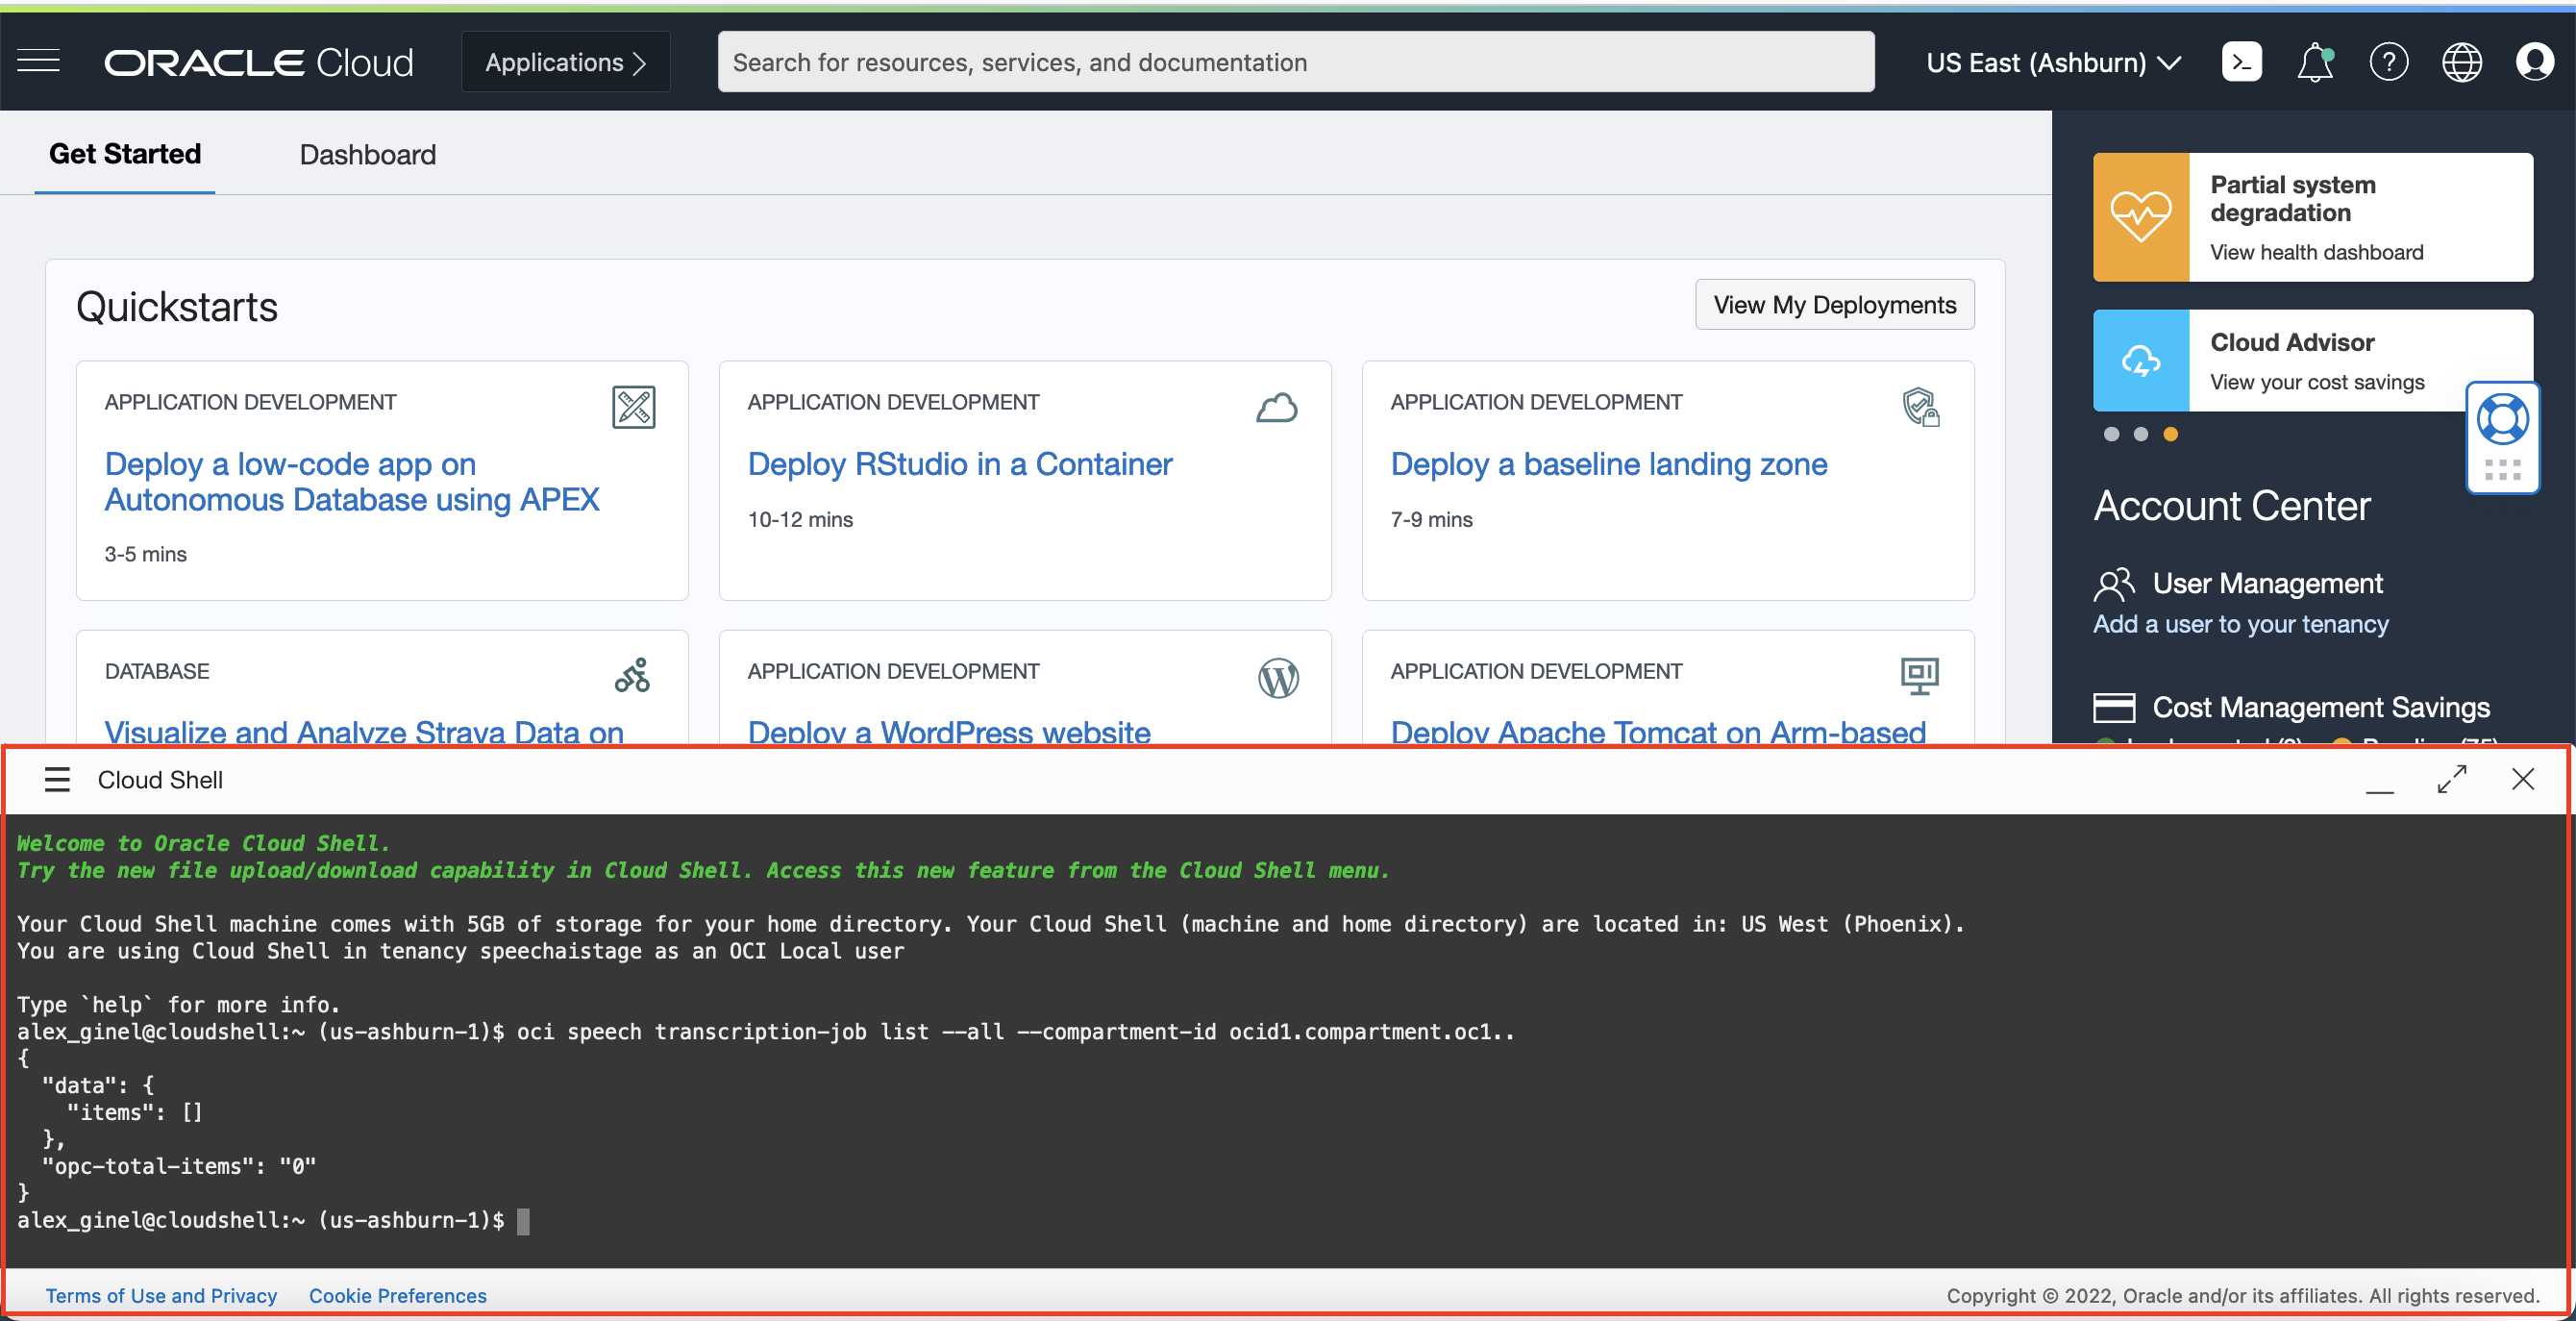 ORACLE Cloud
Applications
Search for resources, services, and documentation
US East (Ashburn)
Get Started
Dashboard
Partial system
degradation
View health dashboard
Cloud Advisor
View your cost savings
Quickstarts
View My Deployments
APPLICATION DEVELOPMENT
Deploy a low-code app on
Autonomous Database using APEX
3-5 mins
APPLICATION DEVELOPMENT
Deploy RStudio in a Container
10-12 mins
APPLICATION DEVELOPMENT
Deploy a baseline landing zone
7-9 mins
Account Center
User Management
Add a user to your tenancy
Cost Management Savings
DATABASE
Visualize and Analyze Strava Data on
APPLICATION DEVELOPMENT
Deploy a WordPress website
APPLICATION DEVELOPMENT
Deploy Apache Tomcat on Arm-based
Cloud Shell
Welcome to Oracle Cloud Shell.
Try the new file upload/download capability in Cloud Shell. Access this new feature from the Cloud Shell menu.
Your Cloud Shell machine comes with 5GB of storage for your home directory. Your Cloud Shell (machine and home directory) are located in: US West (Phoenix).
You are using Cloud Shell in tenancy speechaistage as an OCI Local user
Type `help` for more info.
alex_ginel@cloudshell:~ (us-ashburn-1)$ oci speech transcription-job list --all --compartment-id ocid1.compartment.oc1..
{
"data": {
"items": []
},
"opc-total-items": "0"
}
alex_ginel@cloudshell:~ (us-ashburn-1)$
Terms of Use and Privacy
Cookie Preferences
Copyright © 2022, Oracle and/or its affiliates. All rights reserved.